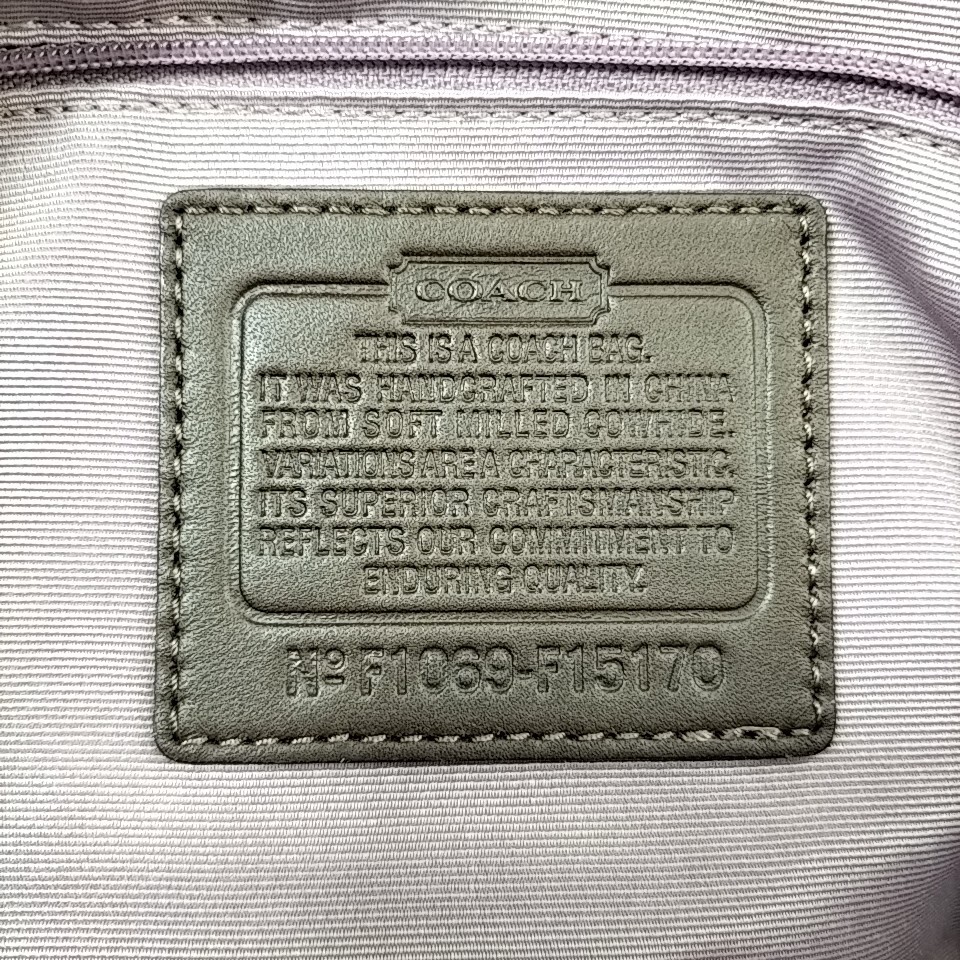 COACH
THIS IS A COACH BAG.
IT WAS HANDCRAFTED IN CHINA
FROM SOFT MILLED COWHIDE.
VARIATIONS ARE A CHARACTERISTIC.
ITS SUPERIOR CRAFTSMANSHIP
REFLECTS OUR COMMITMENT TO
ENDURING QUALITY.
Nº F1069-F15170